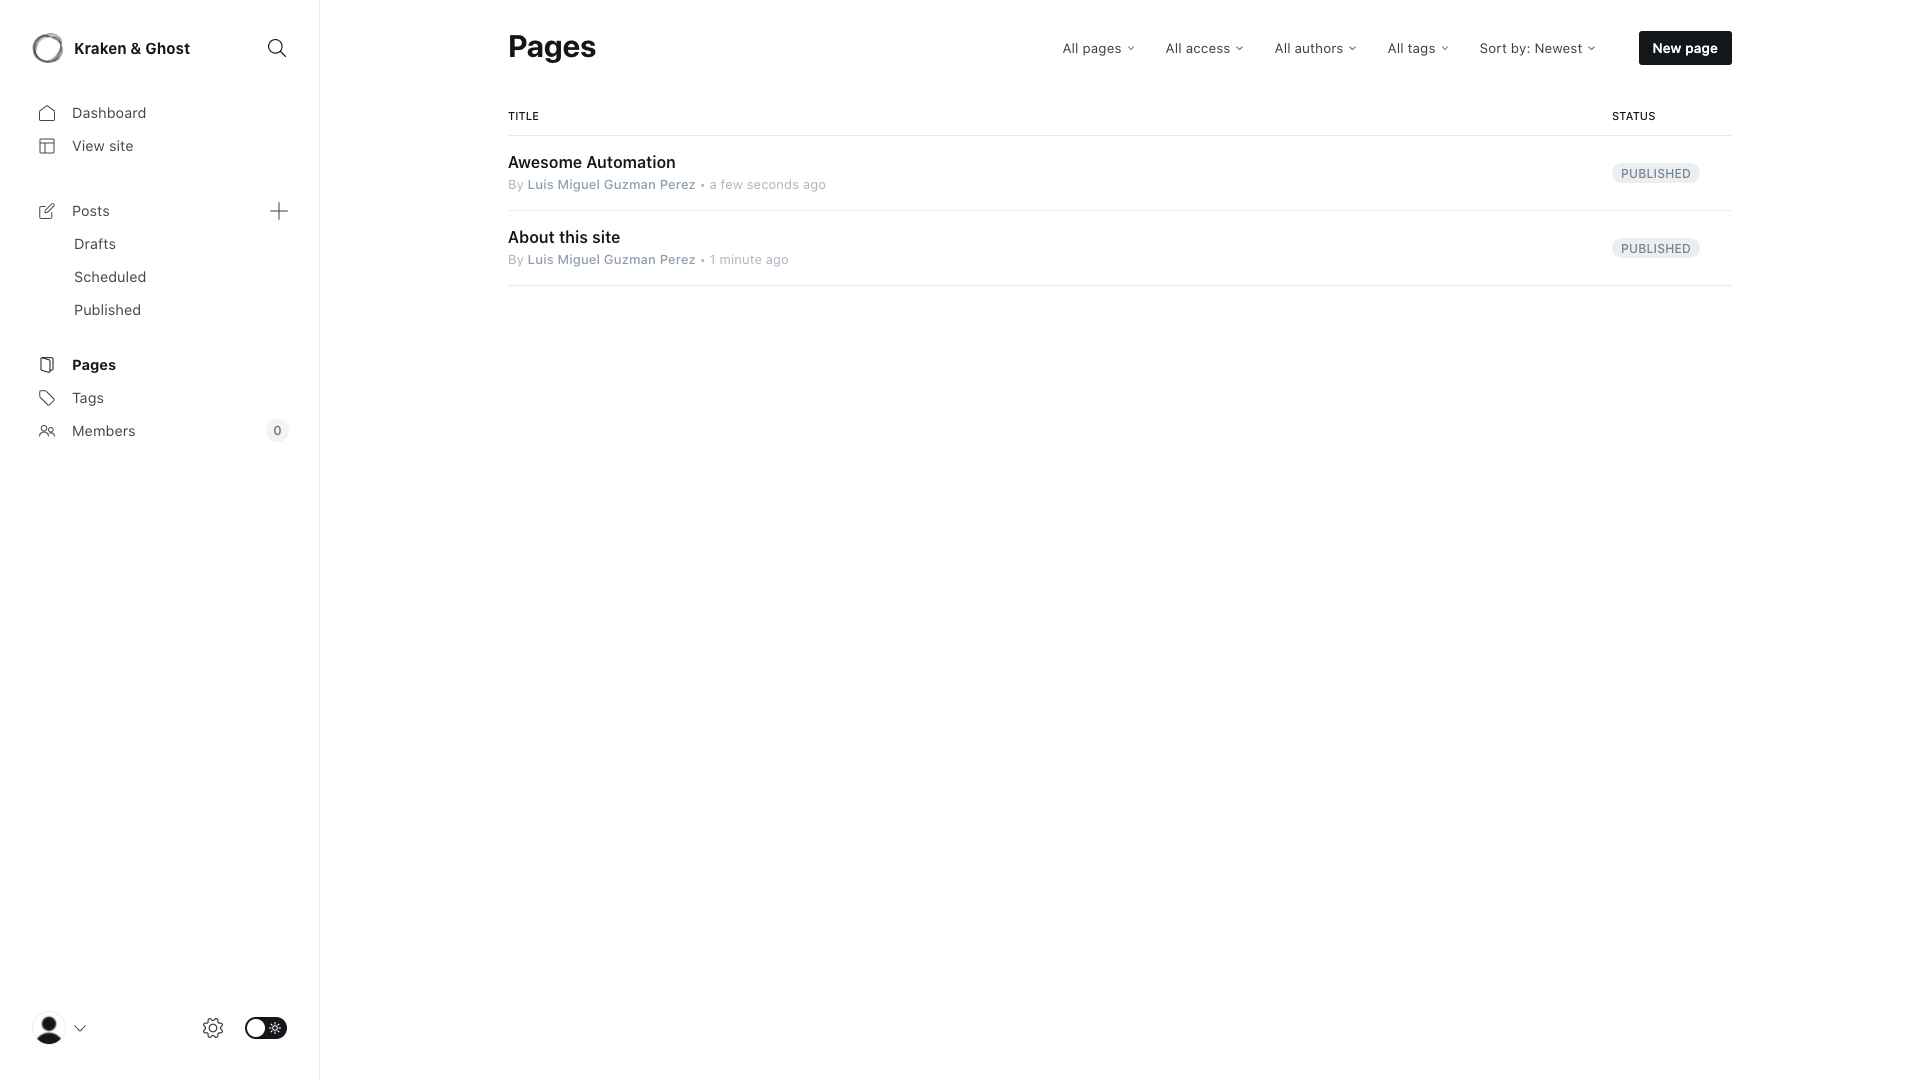 Kraken & Ghost
Dashboard
View site
Posts
Drafts
Scheduled
Published
Pages
Tags
Members 0
Pages
All pages All access All authors All tags Sort by: Newest New page
TITLE STATUS
Awesome Automation
By Luis Miguel Guzman Perez • a few seconds ago PUBLISHED
About this site
By Luis Miguel Guzman Perez • 1 minute ago PUBLISHED